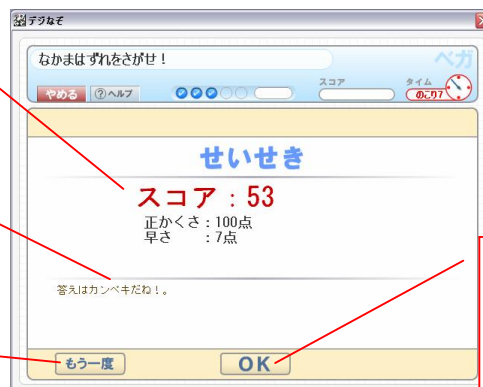 デジなぞ
なかまはずれをさがせ！
ベガ
やめる ?ヘルプ スコア タイム
のこり7
せいせき
スコア：53
正かくさ：100点
早さ ：7点
答えはカンペキだね！。
もう一度 OK